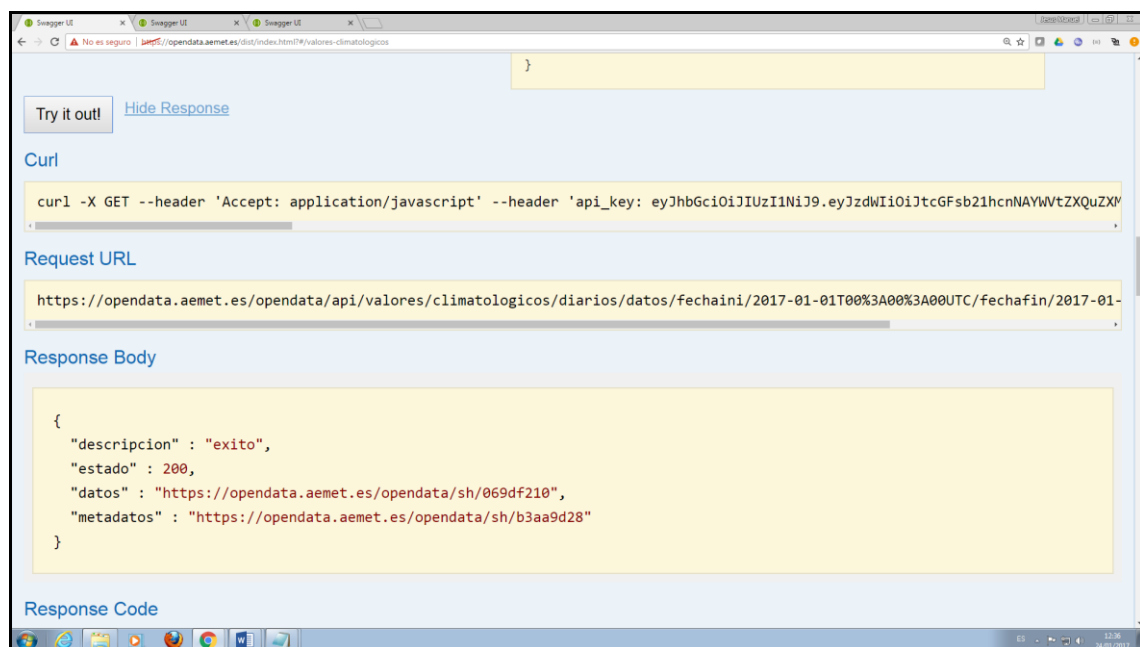 Swagger UI
Swagger UI
Swagger UI
Jesus Manuel
No es seguro | https://opendata.aemet.es/dist/index.html?#/valores-climatologicos
}
Try it out!
Hide Response
Curl
curl -X GET --header 'Accept: application/javascript' --header 'api_key: eyJhbGciOiJIUzI1NiJ9.eyJzdWIiOiJtcGFsb21hcnNAYWVtZXQuZXM
Request URL
https://opendata.aemet.es/opendata/api/valores/climatologicos/diarios/datos/fechaini/2017-01-01T00%3A00%3A00UTC/fechafin/2017-01-
Response Body
{
"descripcion" : "exito",
"estado" : 200,
"datos" : "https://opendata.aemet.es/opendata/sh/069df210",
"metadatos" : "https://opendata.aemet.es/opendata/sh/b3aa9d28"
}
Response Code
ES
12:36